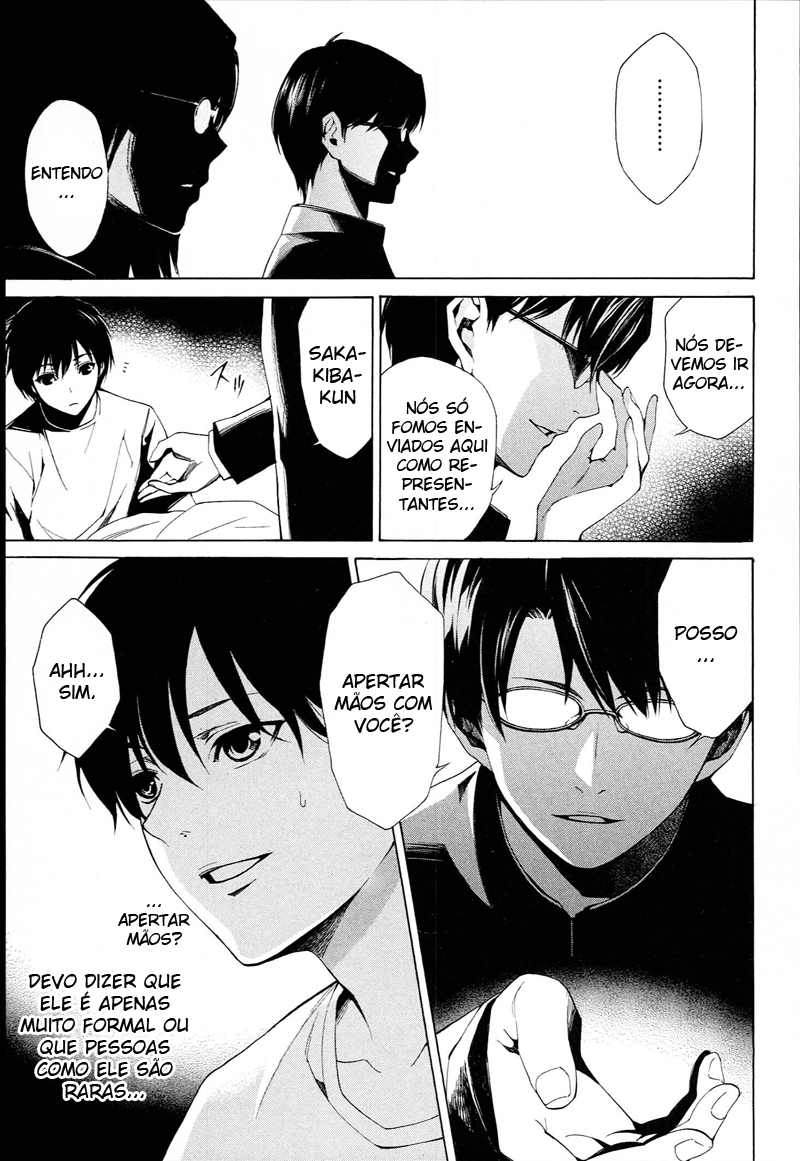 ..........
ENTENDO
...
NÓS DE-
VEMOS IR
AGORA...
NÓS SÓ
FOMOS EN-
VIADOS AQUI
COMO RE-
PRESEN-
TANTES...
SAKA-
KIBA-
KUN
スッ
POSSO
...
APERTAR
MÃOS COM
VOCÊ?
AHH...
SIM.
...
APERTAR
MÃOS?
DEVO DIZER QUE
ELE É APENAS
MUITO FORMAL OU
QUE PESSOAS
COMO ELE SÃO
RARAS...